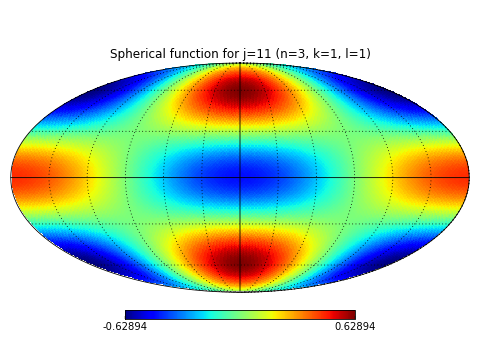 Spherical function for j=11 (n=3, k=1, l=1)
-0.62894 0.62894